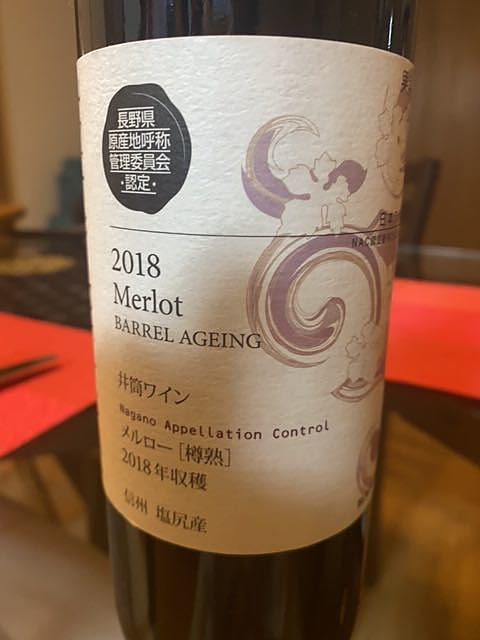 長野県
原産地呼称
管理委員会
・認定・
2018
Merlot
BARREL AGEING
井筒ワイン
Nagano Appellation Control
メルロー [樽熟]
2018年収穫
信州 塩尻産